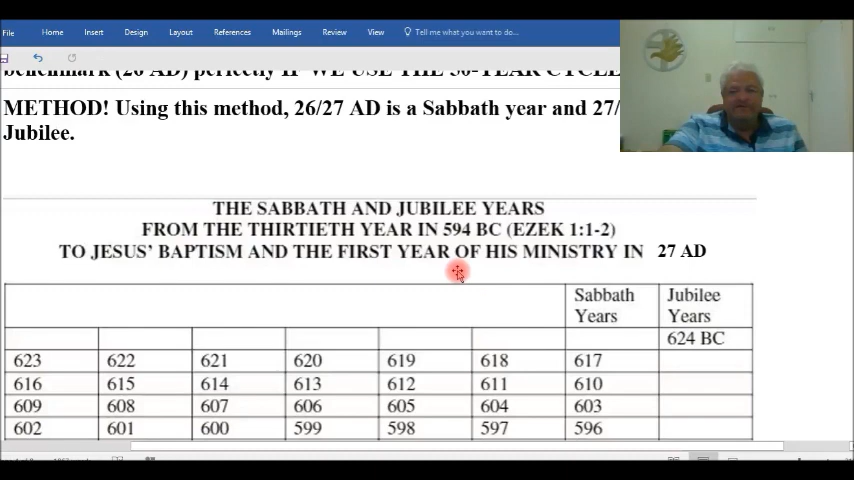 File Home Insert Design Layout References Mailings Review View Tell me what you want to do...
METHOD! Using this method, 26/27 AD is a Sabbath year and 27/
Jubilee.
THE SABBATH AND JUBILEE YEARS
FROM THE THIRTIETH YEAR IN 594 BC (EZEK 1:1-2)
TO JESUS' BAPTISM AND THE FIRST YEAR OF HIS MINISTRY IN 27 AD
Sabbath Years Jubilee Years
624 BC
623 622 621 620 619 618 617
616 615 614 613 612 611 610
609 608 607 606 605 604 603
602 601 600 599 598 597 596